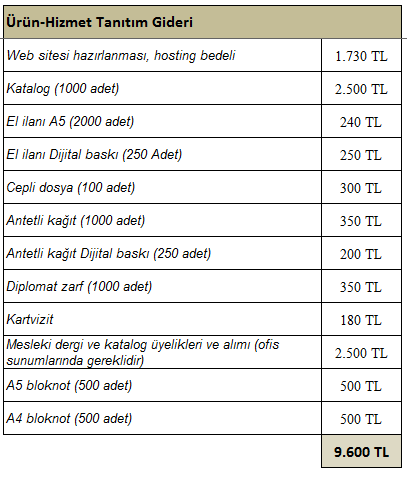 Ürün-Hizmet Tanıtım Gideri
Web sitesi hazırlanması, hosting bedeli 1.730 TL
Katalog (1000 adet) 2.500 TL
El ilanı A5 (2000 adet) 240 TL
El ilanı Dijital baskı (250 Adet) 250 TL
Cepli dosya (100 adet) 300 TL
Antetli kağıt (1000 adet) 350 TL
Antetli kağıt Dijital baskı (250 adet) 200 TL
Diplomat zarf (1000 adet) 350 TL
Kartvizit 180 TL
Mesleki dergi ve katalog üyelikleri ve alımı (ofis
sunumlarında gereklidir) 2.500 TL
A5 bloknot (500 adet) 500 TL
A4 bloknot (500 adet) 500 TL
9.600 TL